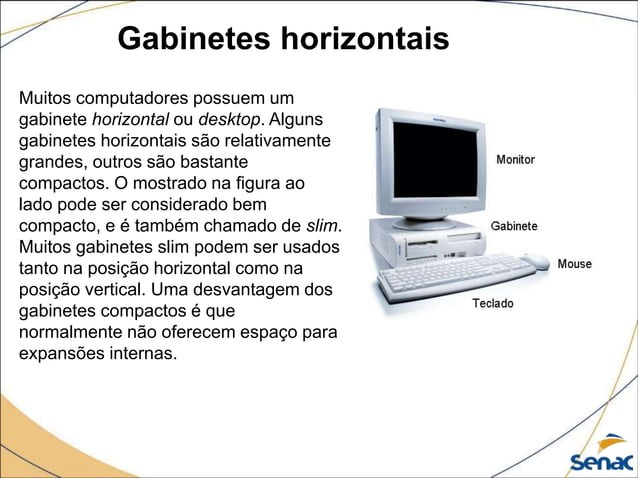 Gabinetes horizontais
Muitos computadores possuem um
gabinete horizontal ou desktop. Alguns
gabinetes horizontais são relativamente
grandes, outros são bastante
compactos. O mostrado na figura ao
lado pode ser considerado bem
compacto, e é também chamado de slim.
Muitos gabinetes slim podem ser usados
tanto na posição horizontal como na
posição vertical. Uma desvantagem dos
gabinetes compactos é que
normalmente não oferecem espaço para
expansões internas.
Monitor
Gabinete
Mouse
Teclado
Senac